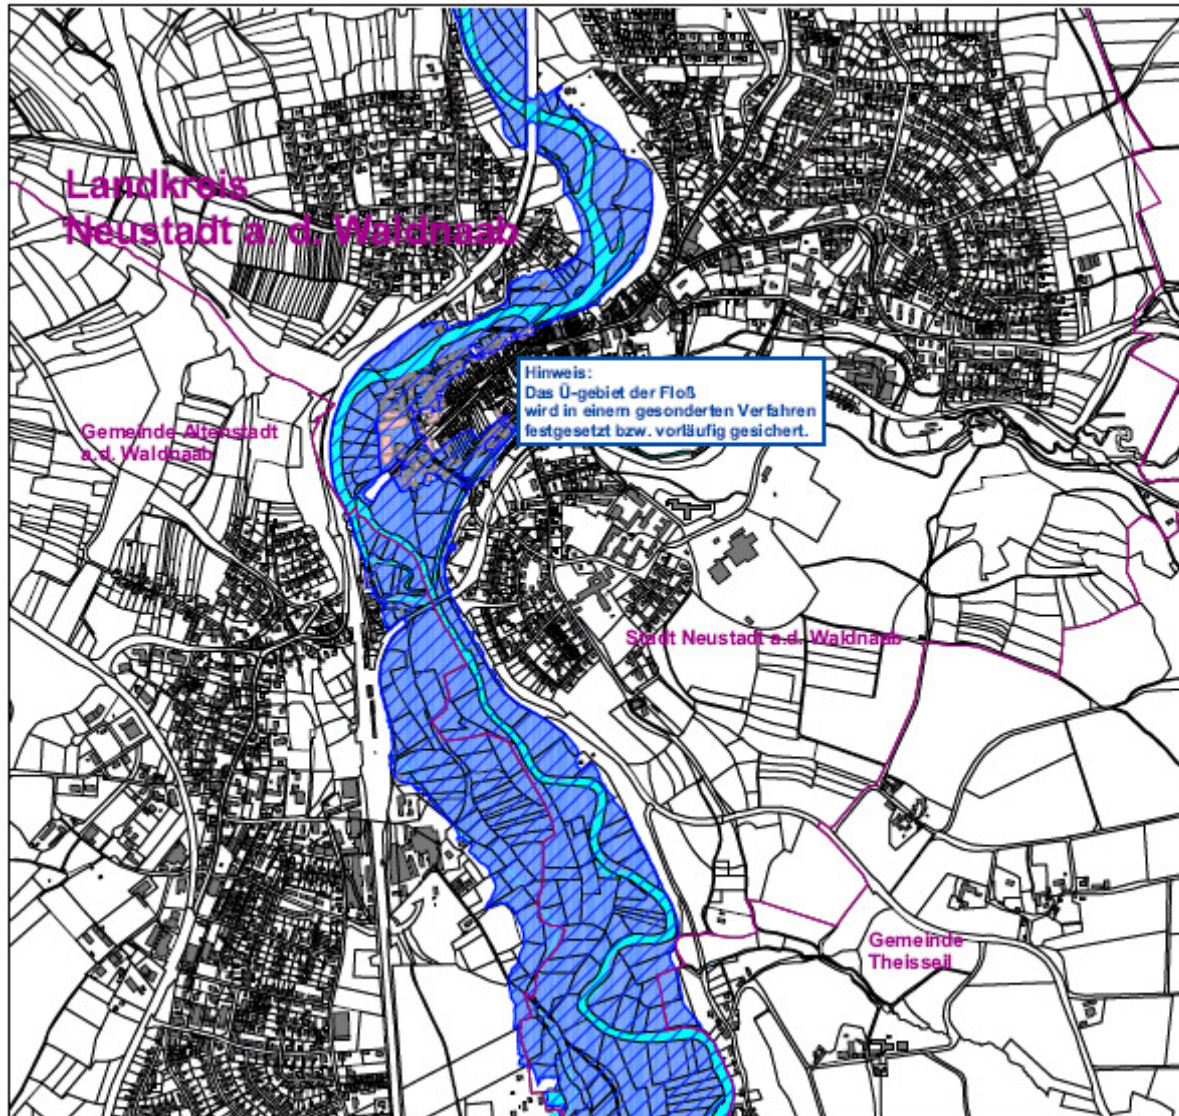 Landkreis
Neustadt a. d. Waldnaab
Hinweis:
Das Ü-gebiet der Floß
wird in einem gesonderten Verfahren
festgesetzt bzw. vorläufig gesichert.
Gemeinde Altenstadt
a.d. Waldnaab
Stadt Neustadt a.d. Waldnaab
Gemeinde
Theisseil